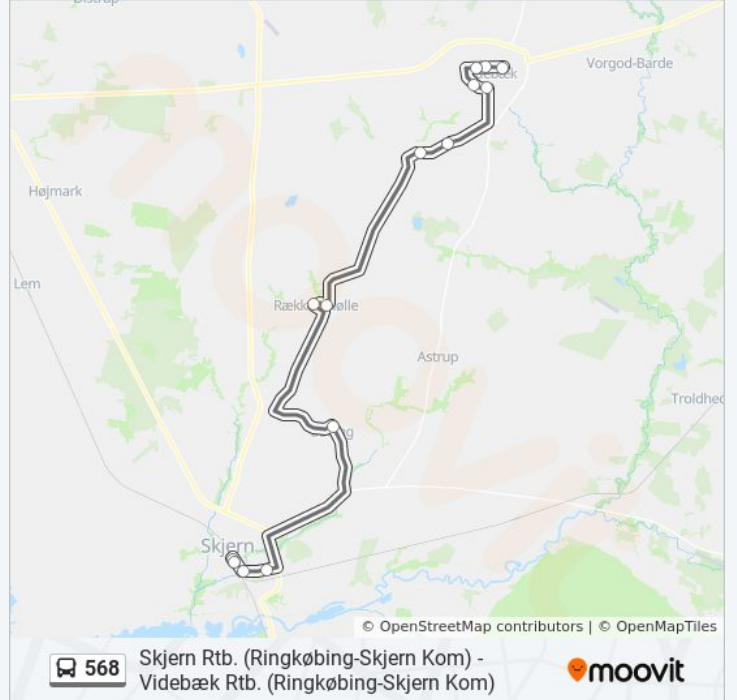 Vorgod-Barde
Højmark
Lem
Astrup
Skjern
© OpenStreetMap contributors | © OpenMapTiles
568
Skjern Rtb. (Ringkøbing-Skjern Kom) -
Videbæk Rtb. (Ringkøbing-Skjern Kom)
moovit